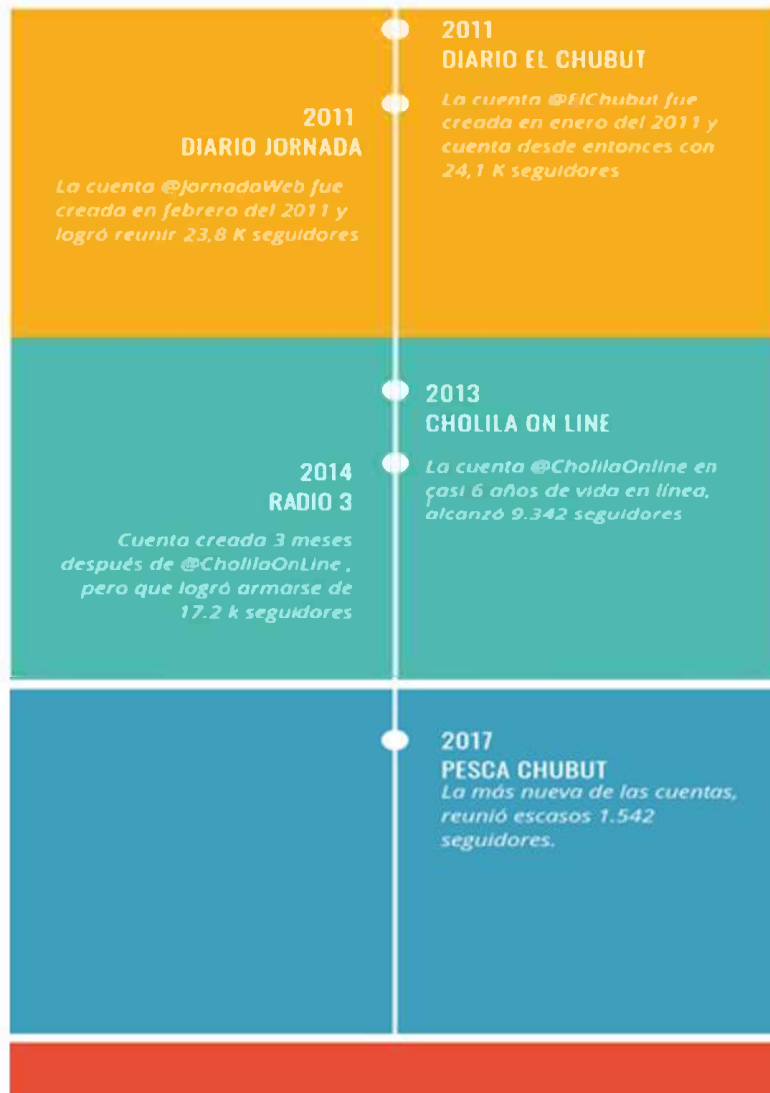 2011
DIARIO EL CHUBUT
La cuenta @ElChubut fue
creada en enero del 2011 y
cuenta desde entonces con
24,1 K seguidores
2011
DIARIO JORNADA
La cuenta @JornadaWeb fue
creada en febrero del 2011 y
logró reunir 23,8 K seguidores
2013
CHOLILA ON LINE
La cuenta @CholilaOnline en
casi 6 años de vida en línea,
alcanzó 9.342 seguidores
2014
RADIO 3
Cuenta creada 3 meses
después de @CholilaOnLine ,
pero que logró armarse de
17.2 k seguidores
2017
PESCA CHUBUT
La más nueva de las cuentas,
reunió escasos 1.542
seguidores.